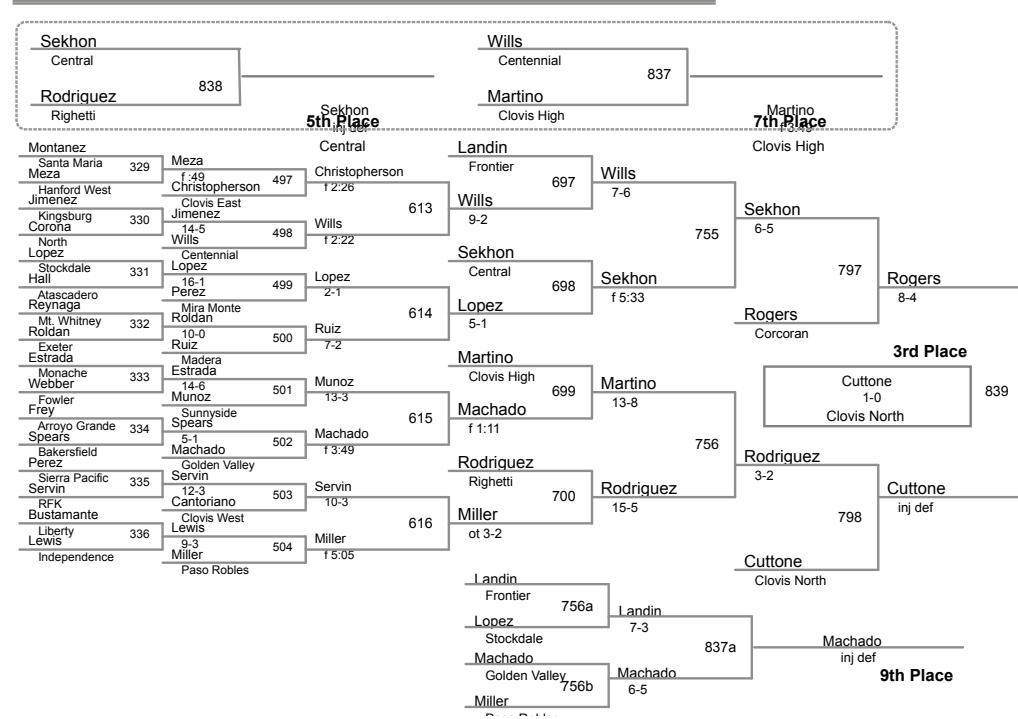 Sekhon
Central
838
Rodriguez
Righetti
Sekhon
inj def
5th Place
Central
Wills
Centennial
837
Martino
Clovis High
Martino
f 3:49
7th Place
Clovis High
Montanez
Santa Maria
329
Meza
Hanford West
Jimenez
Kingsburg
330
Corona
North
Lopez
Stockdale
331
Hall
Atascadero
Reynaga
Mt. Whitney
332
Roldan
Exeter
Estrada
Monache
333
Webber
Fowler
Frey
Arroyo Grande
334
Spears
Bakersfield
Perez
Sierra Pacific
335
Servin
RFK
Bustamante
Liberty
336
Lewis
Independence
Meza
f :49
497
Christopherson
Clovis East
Jimenez
14-5
498
Wills
Centennial
Lopez
16-1
499
Perez
Mira Monte
Roldan
10-0
500
Ruiz
Madera
Estrada
14-6
501
Munoz
Sunnyside
Spears
5-1
502
Machado
Golden Valley
Servin
12-3
503
Cantoriano
Clovis West
Lewis
9-3
504
Miller
Paso Robles
Christopherson
f 2:26
613
Wills
f 2:22
Lopez
2-1
614
Ruiz
7-2
Munoz
13-3
615
Machado
f 3:49
Servin
10-3
616
Miller
f 5:05
Landin
Frontier
697
Wills
9-2
Sekhon
Central
698
Lopez
5-1
Martino
Clovis High
699
Machado
f 1:11
Rodriguez
Righetti
700
Miller
ot 3-2
Wills
7-6
755
Sekhon
f 5:33
Martino
13-8
756
Rodriguez
15-5
Sekhon
6-5
797
Rogers
Corcoran
Rodriguez
3-2
798
Cuttone
Clovis North
Rogers
8-4
3rd Place
Cuttone
1-0
839
Clovis North
Cuttone
inj def
Landin
Frontier
756a
Lopez
Stockdale
Machado
Golden Valley
756b
Miller
Paso Robles
Landin
7-3
837a
Machado
6-5
Machado
inj def
9th Place